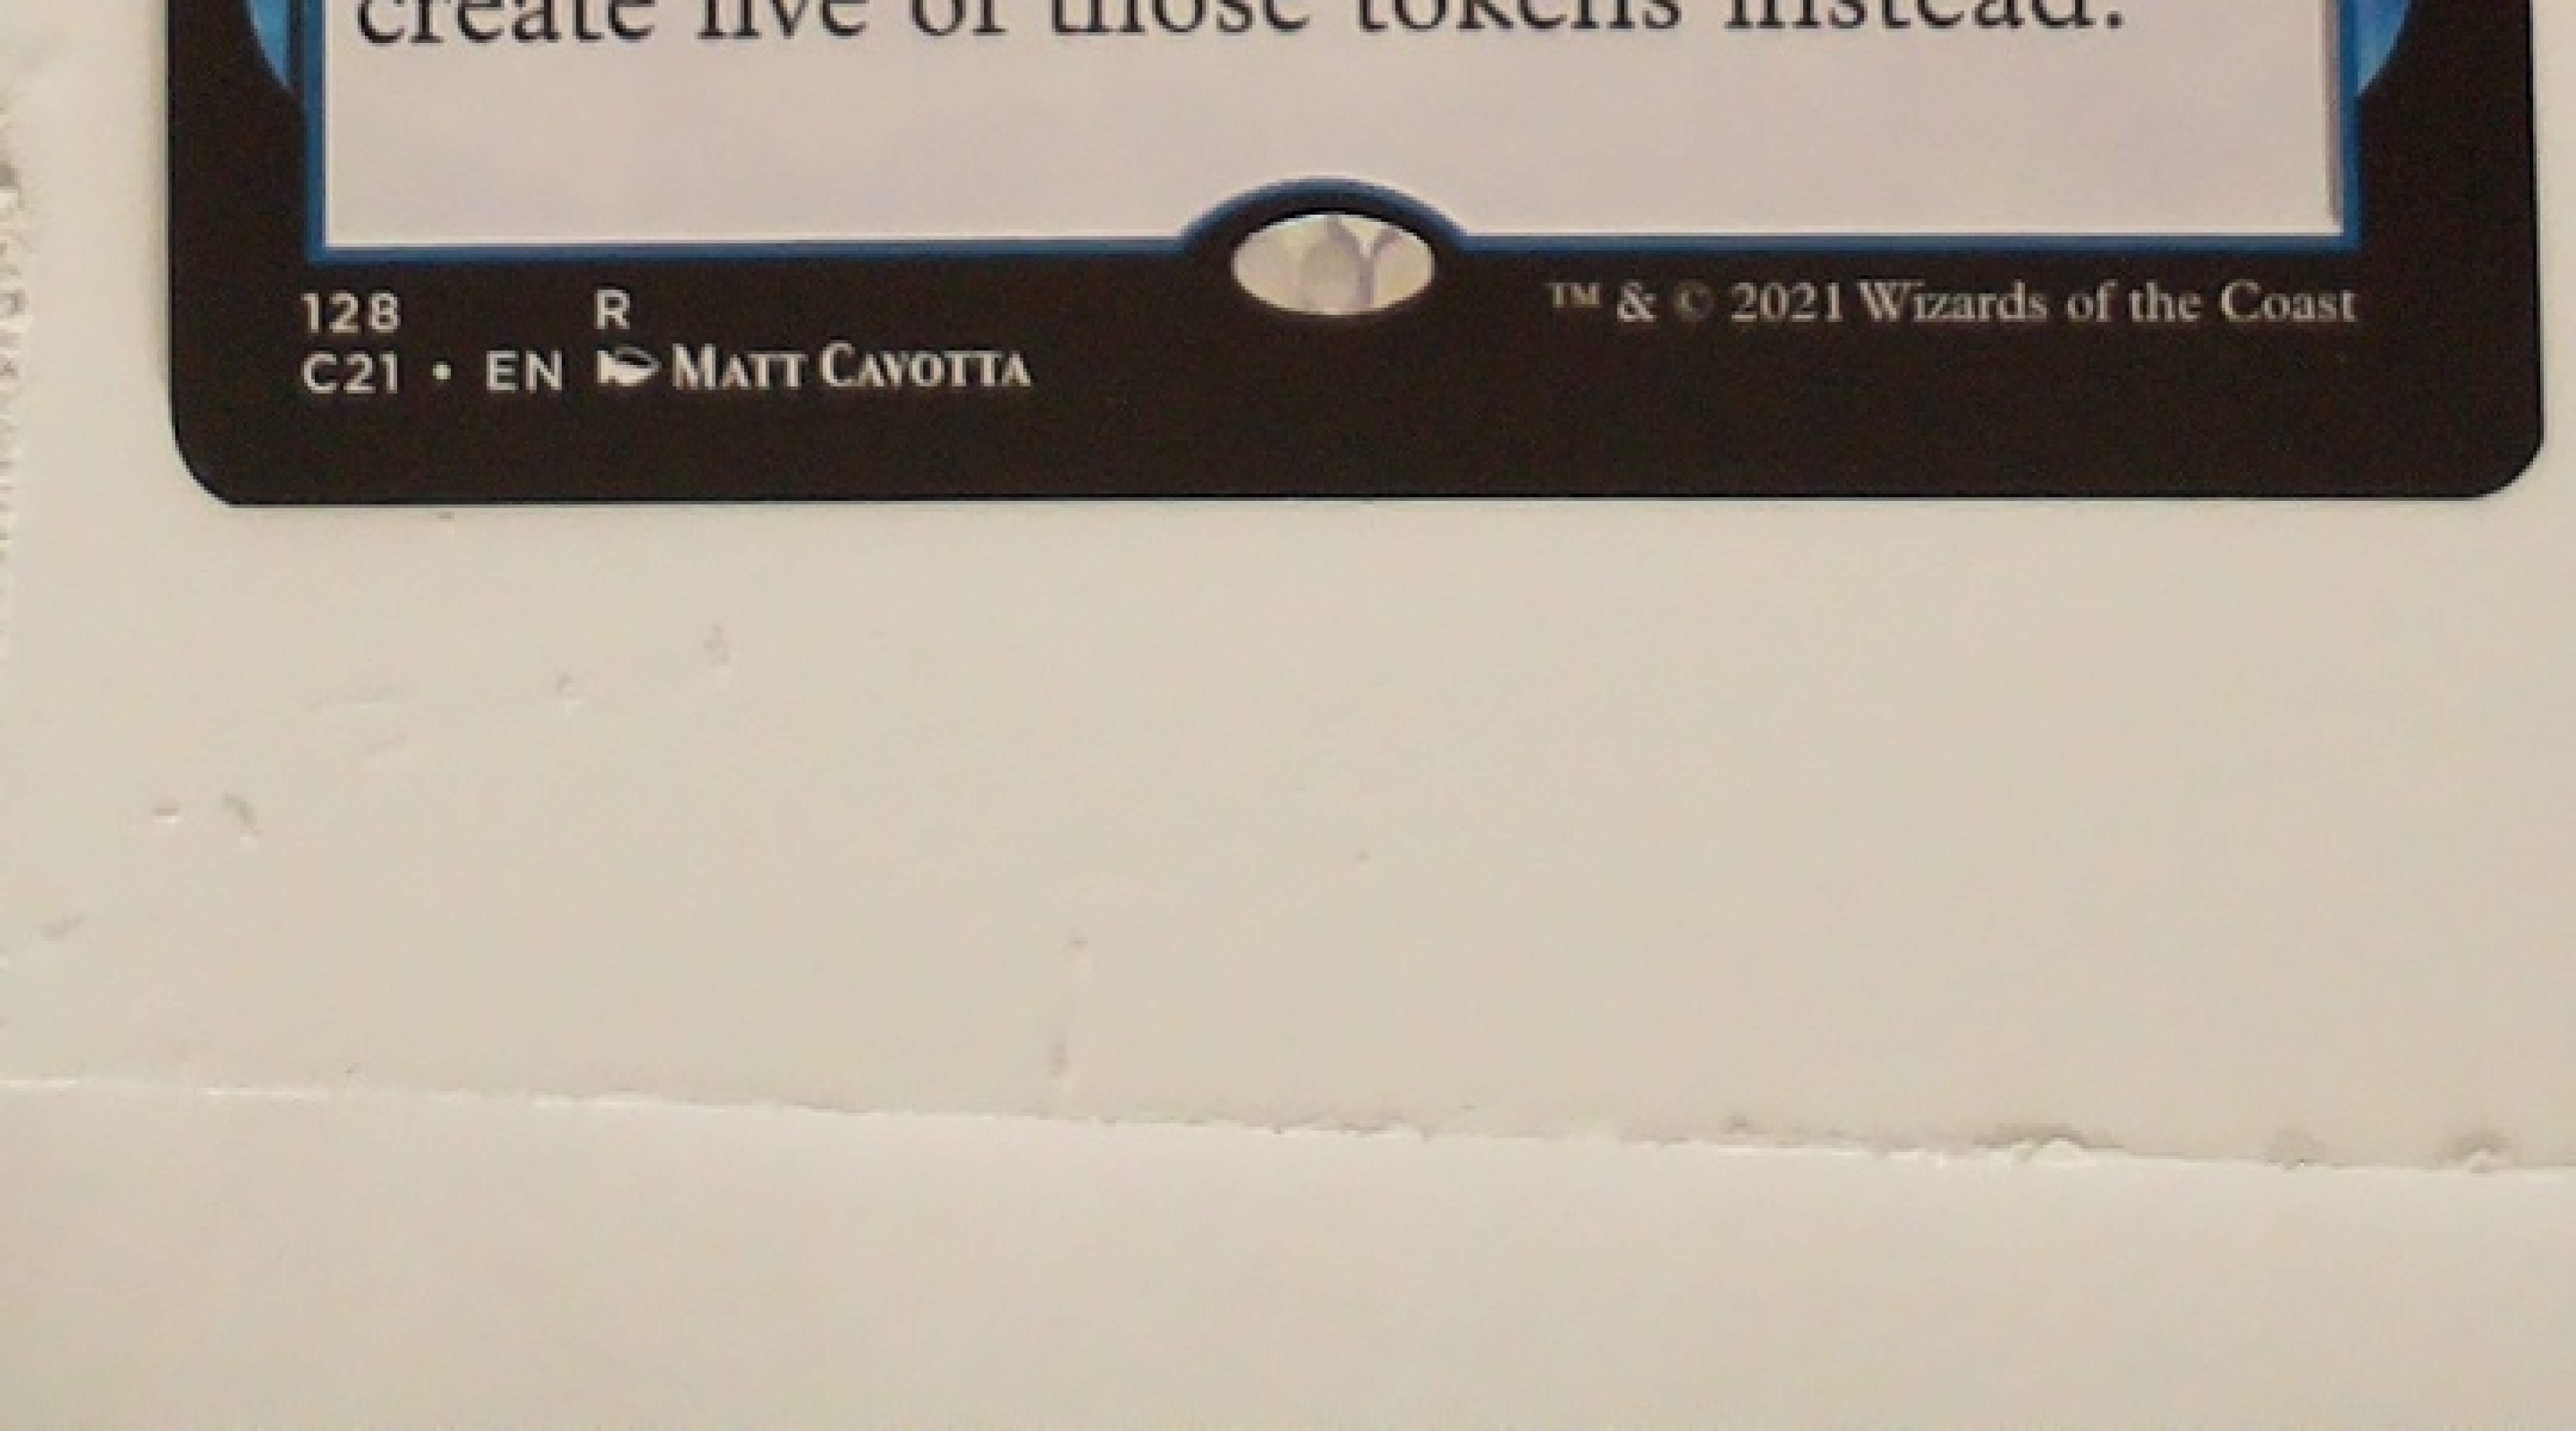 create five of those tokens instead.
128 R
C21 • EN MATT CAVOTTA
™ & © 2021 Wizards of the Coast